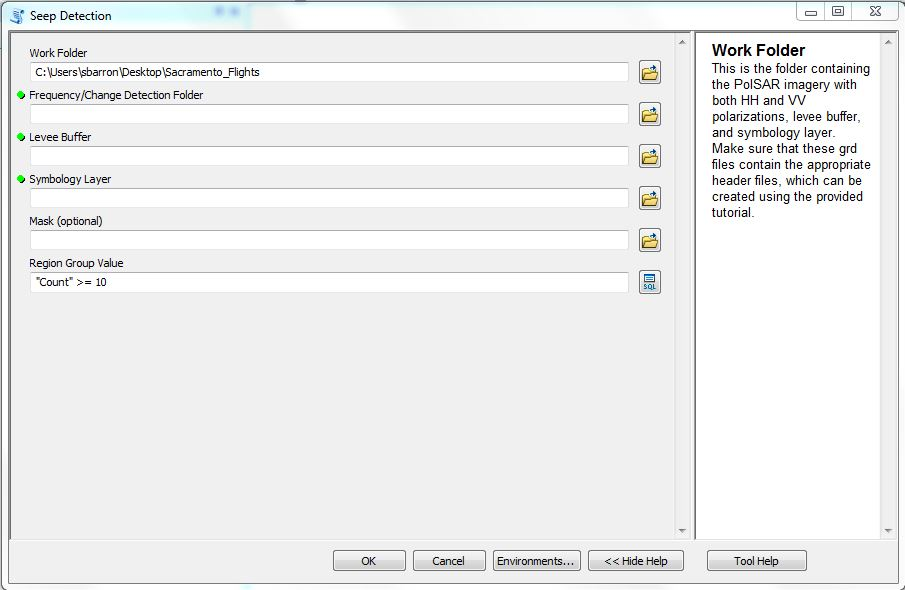 Seep Detection
Work Folder
C:\Users\sbarron\Desktop\Sacramento_Flights
Frequency/Change Detection Folder
Levee Buffer
Symbology Layer
Mask (optional)
Region Group Value
"Count" >= 10
SQL
OK
Cancel
Environments...
<< Hide Help
Tool Help
Work Folder
This is the folder containing
the PolSAR imagery with
both HH and VV
polarizations, levee buffer,
and symbology layer.
Make sure that these grd
files contain the appropriate
header files, which can be
created using the provided
tutorial.